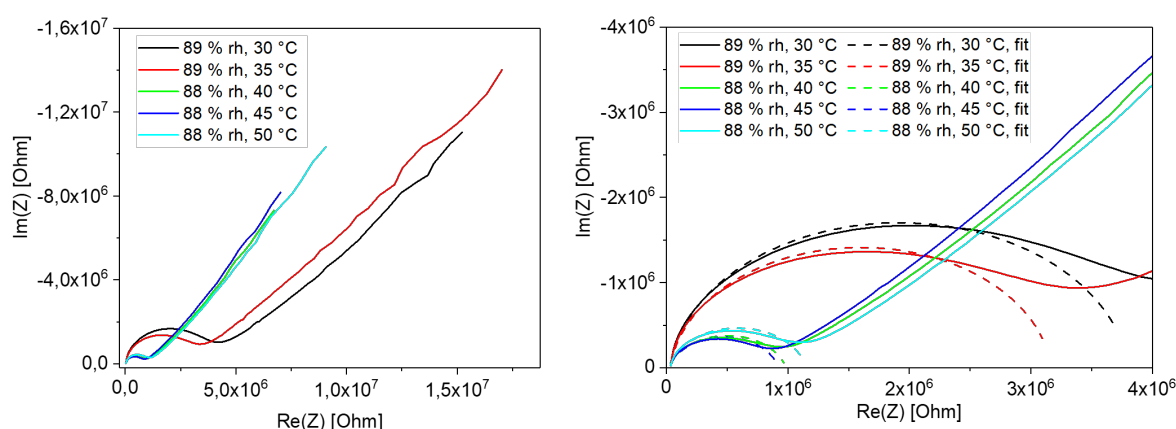 -1,6x10⁷
-1,2x10⁷
-8,0x10⁶
-4,0x10⁶
0,0
Im(Z) [Ohm]
89 % rh, 30 °C
89 % rh, 35 °C
88 % rh, 40 °C
88 % rh, 45 °C
88 % rh, 50 °C
0,0 5,0x10⁶ 1,0x10⁷ 1,5x10⁷
Re(Z) [Ohm]
-4x10⁶
-3x10⁶
-2x10⁶
-1x10⁶
0
Im(Z) [Ohm]
89 % rh, 30 °C 89 % rh, 30 °C, fit
89 % rh, 35 °C 89 % rh, 35 °C, fit
88 % rh, 40 °C 88 % rh, 40 °C, fit
88 % rh, 45 °C 88 % rh, 45 °C, fit
88 % rh, 50 °C 88 % rh, 50 °C, fit
0 1x10⁶ 2x10⁶ 3x10⁶ 4x10⁶
Re(Z) [Ohm]